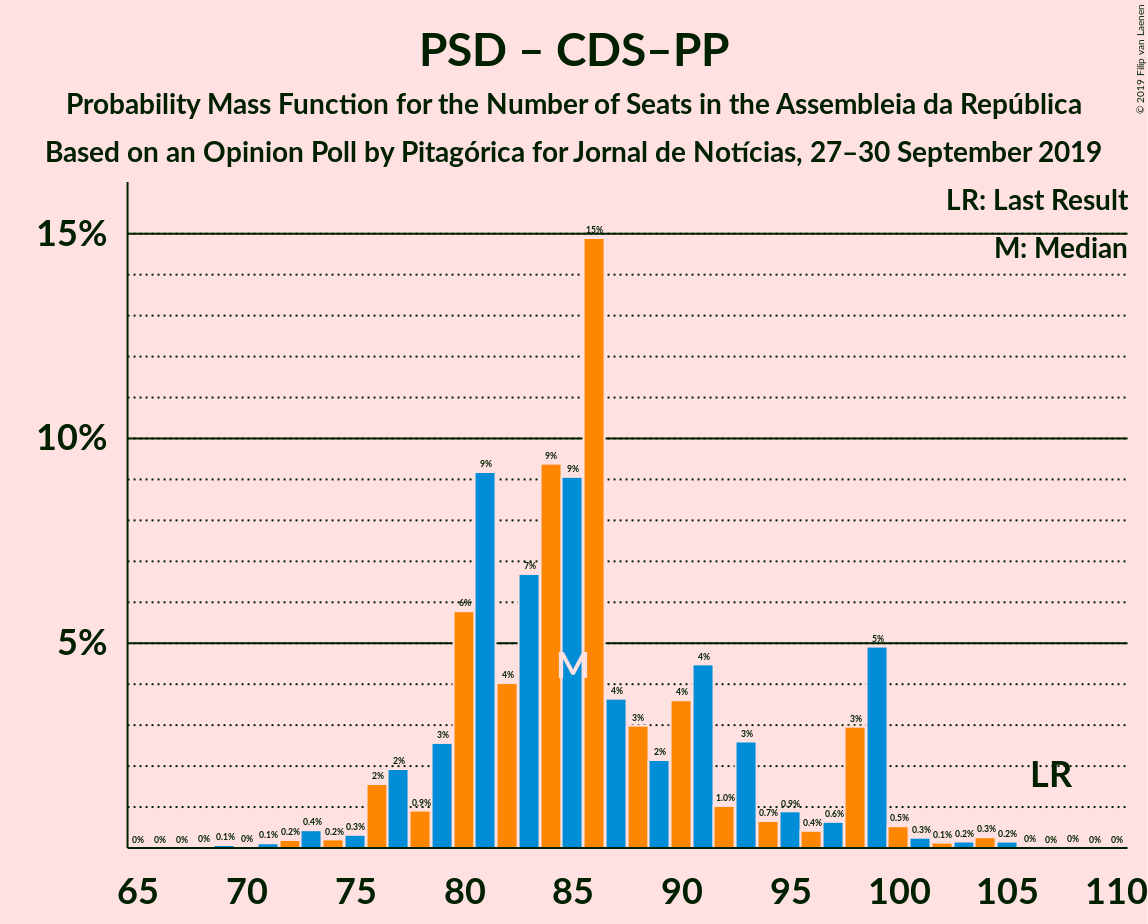 PSD – CDS–PP
Probability Mass Function for the Number of Seats in the Assembleia da República
Based on an Opinion Poll by Pitagórica for Jornal de Notícias, 27–30 September 2019
© 2019 Filip van Laenen
LR: Last Result
M: Median
15%
10%
5%
0% 0% 0% 0% 0.1% 0% 0.1% 0.2% 0.4% 0.2% 0.3% 2% 2% 0.9% 3% 6% 9% 4% 7% 9% 9% 15% 4% 3% 2% 4% 4% 1.0% 3% 0.7% 0.9% 0.4% 0.6% 3% 5% 0.5% 0.3% 0.1% 0.2% 0.3% 0.2% 0% 0% 0% 0% 0%
M
LR
65 70 75 80 85 90 95 100 105 110